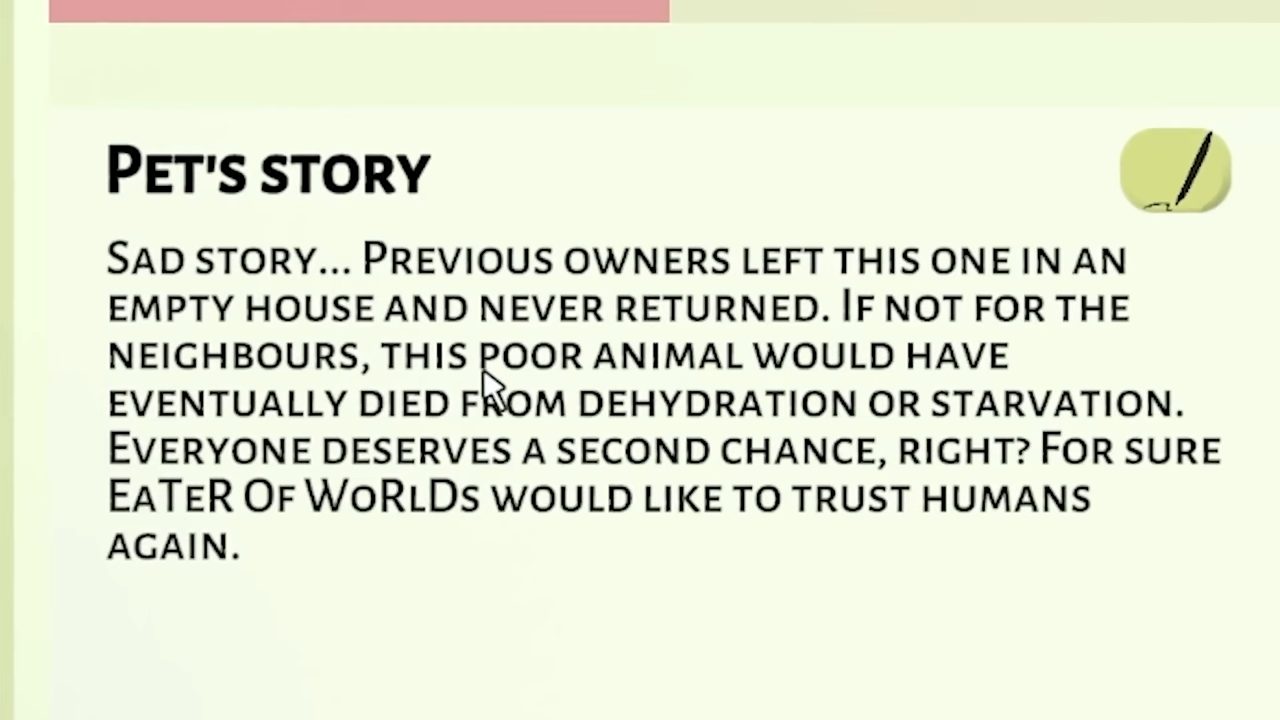 Pet's story
Sad story... Previous owners left this one in an
empty house and never returned. If not for the
neighbours, this poor animal would have
eventually died from dehydration or starvation.
Everyone deserves a second chance, right? For sure
EaTeR Of WoRLDs would like to trust humans
again.